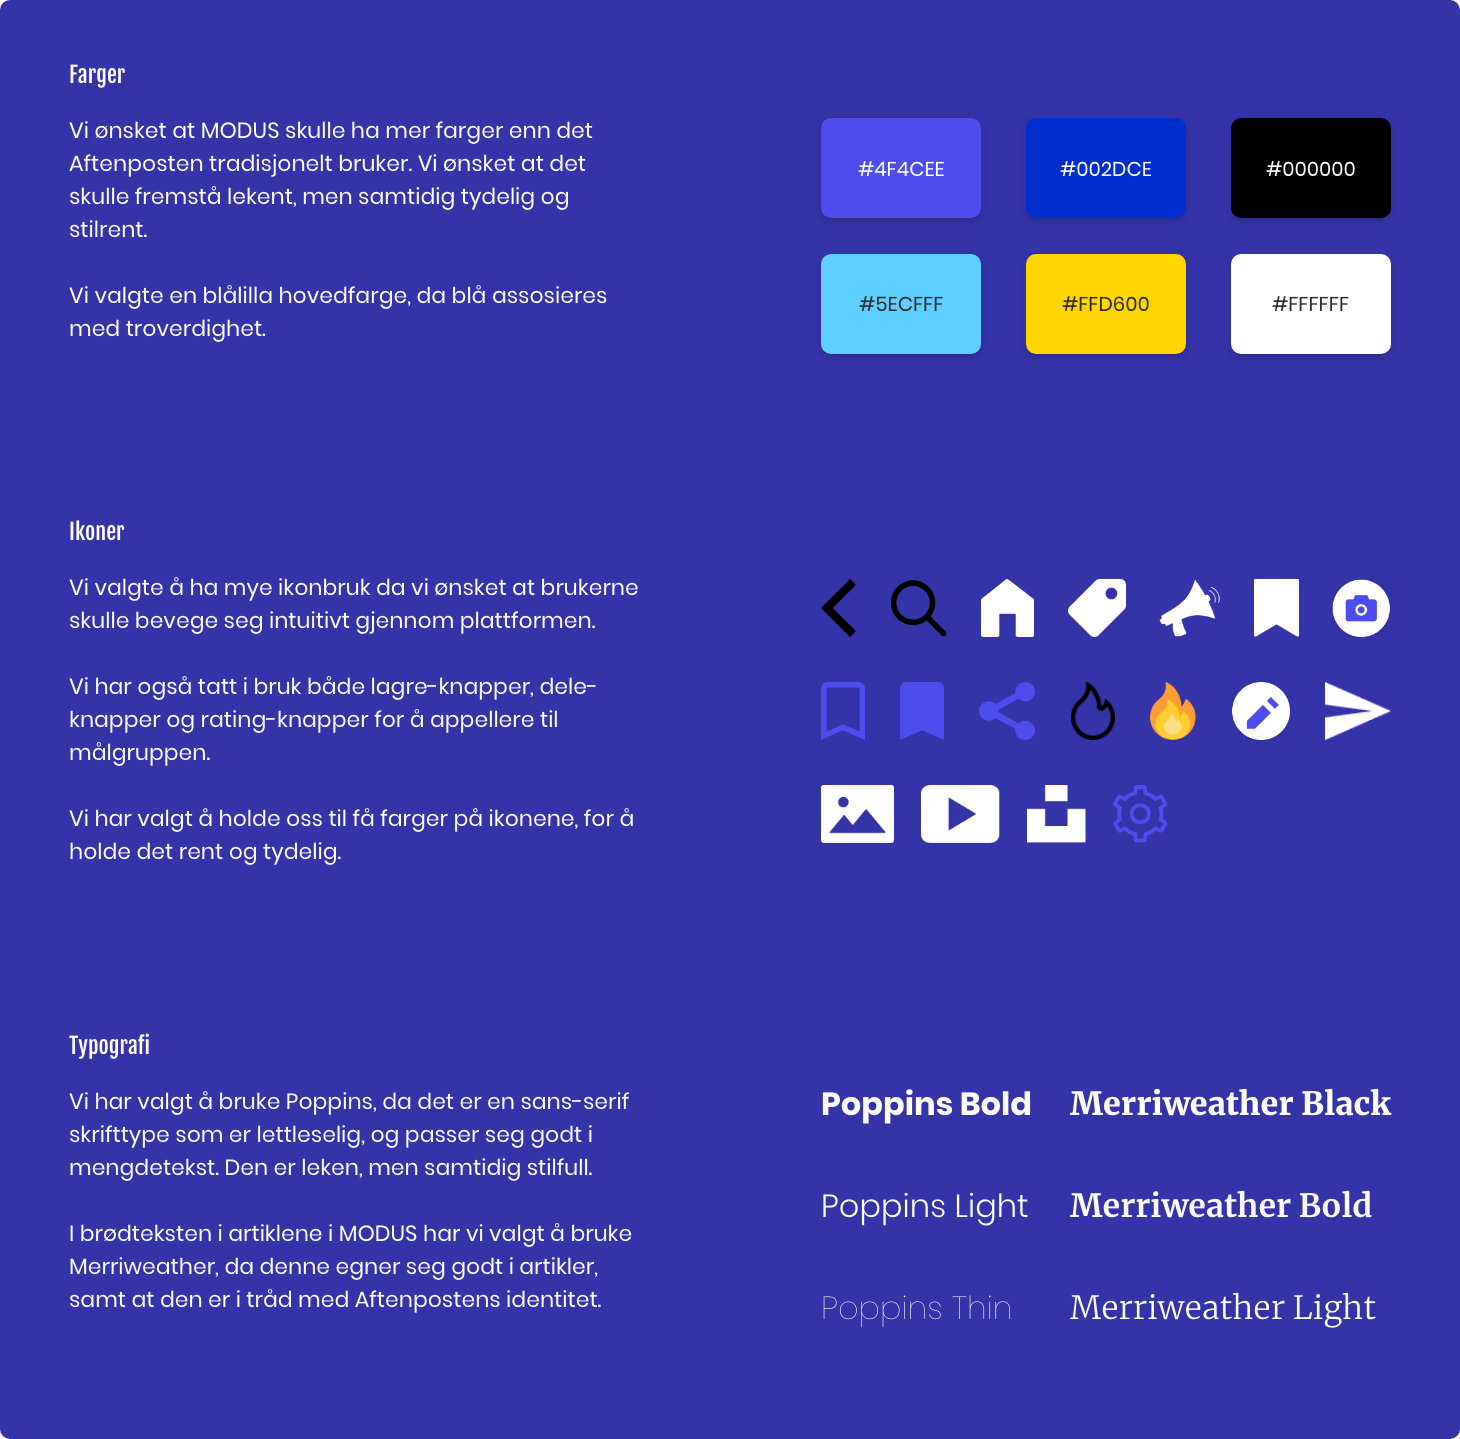 Farger
Vi ønsket at MODUS skulle ha mer farger enn det
Aftenposten tradisjonelt bruker. Vi ønsket at det
skulle fremstå lekent, men samtidig tydelig og
stilrent.
Vi valgte en blålilla hovedfarge, da blå assosieres
med troverdighet.
#4F4CEE
#002DCE
#000000
#5ECFFF
#FFD600
#FFFFFF
Ikoner
Vi valgte å ha mye ikonbruk da vi ønsket at brukerne
skulle bevege seg intuitivt gjennom plattformen.
Vi har også tatt i bruk både lagre-knapper, dele-
knapper og rating-knapper for å appellere til
målgruppen.
Vi har valgt å holde oss til få farger på ikonene, for å
holde det rent og tydelig.
Typografi
Vi har valgt å bruke Poppins, da det er en sans-serif
skrifttype som er lettleselig, og passer seg godt i
mengdetekst. Den er leken, men samtidig stilfull.
I brødteksten i artiklene i MODUS har vi valgt å bruke
Merriweather, da denne egner seg godt i artikler,
samt at den er i tråd med Aftenpostens identitet.
Poppins Bold
Merriweather Black
Poppins Light
Merriweather Bold
Poppins Thin
Merriweather Light